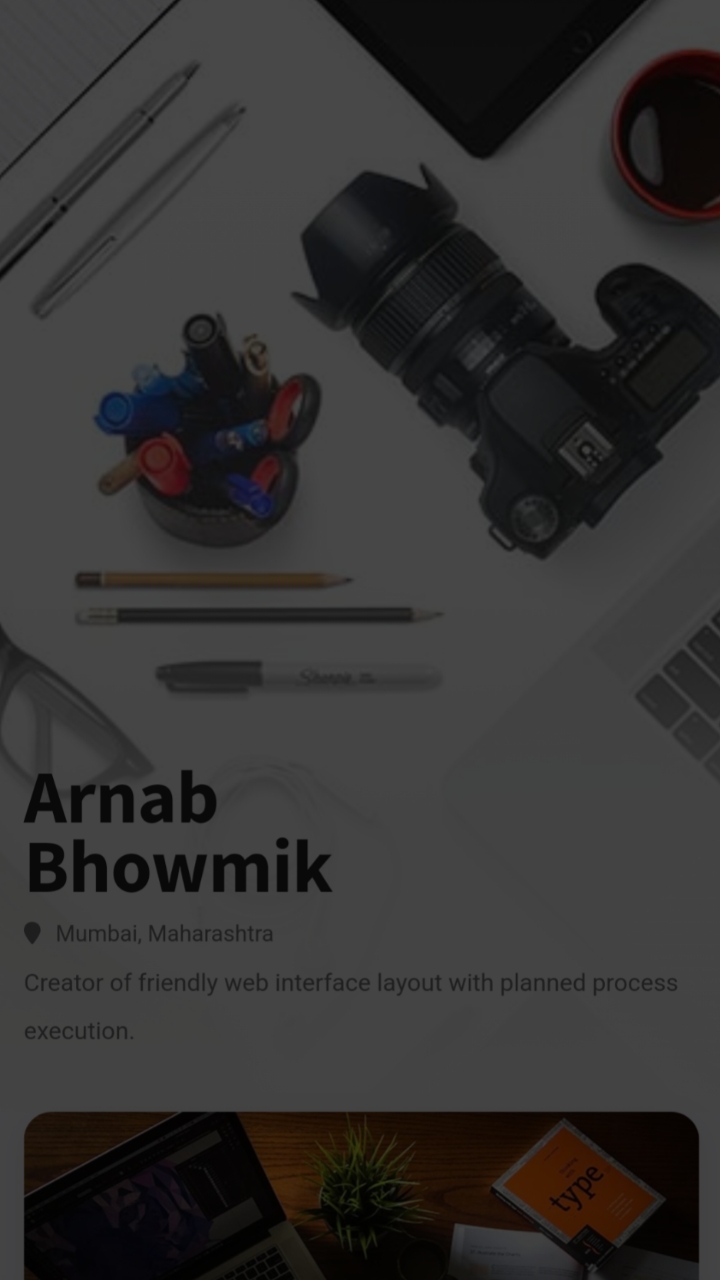 Sharpie
Arnab
Bhowmik
Mumbai, Maharashtra
Creator of friendly web interface layout with planned process
execution.
type